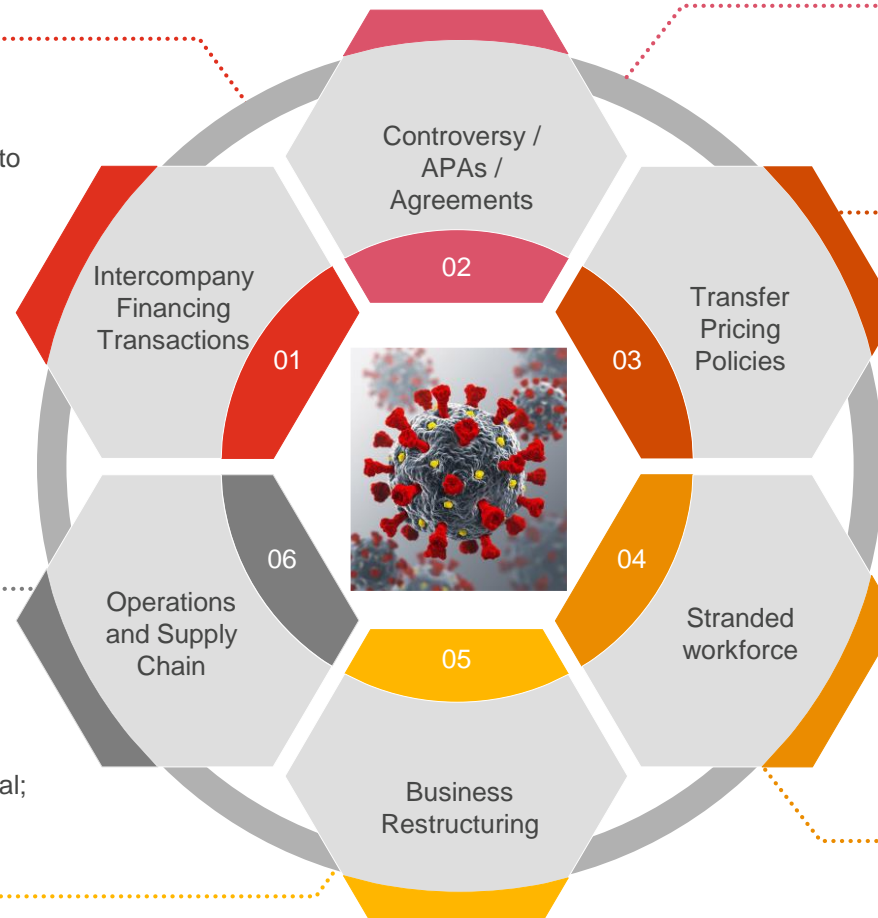 to
Controversy /
APAs /
Agreements
02
Intercompany
Financing
Transactions
01
Transfer
Pricing
Policies
03
Operations
and Supply
Chain
06
Stranded
workforce
04
05
Business
Restructuring
al;